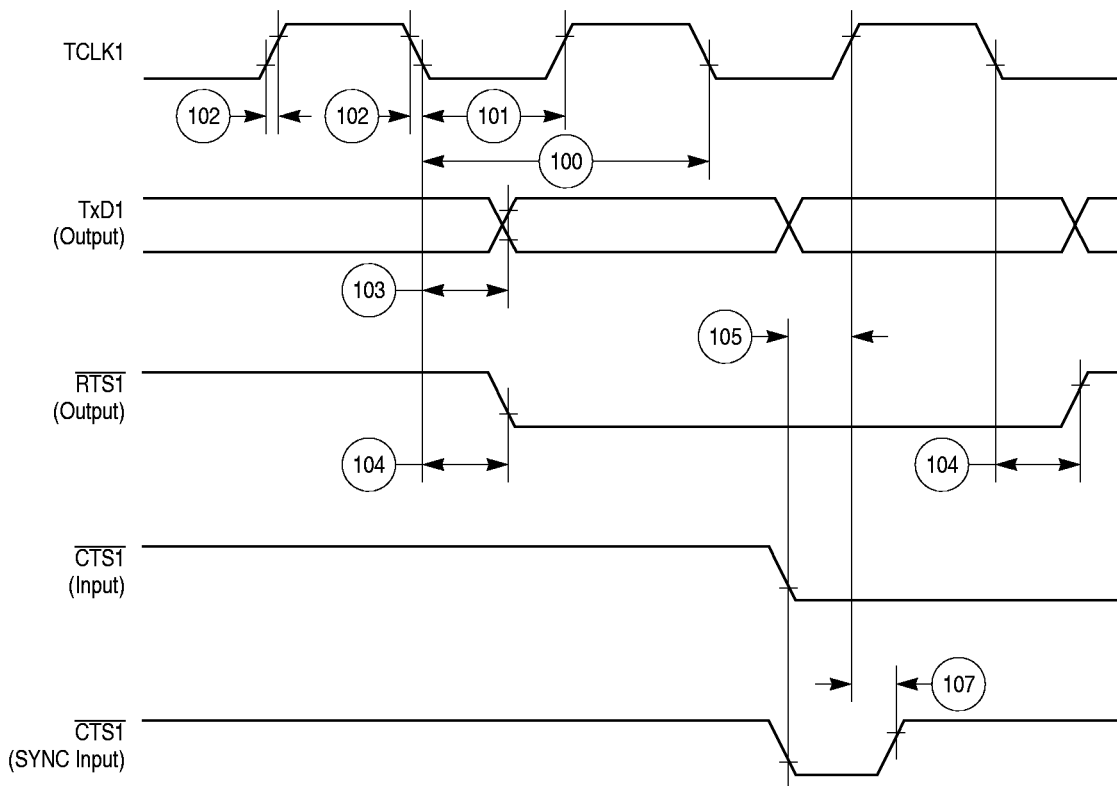 TCLK1
102
102
101
100
TxD1
(Output)
103
105
RTS1
(Output)
104
104
CTS1
(Input)
107
CTS1
(SYNC Input)